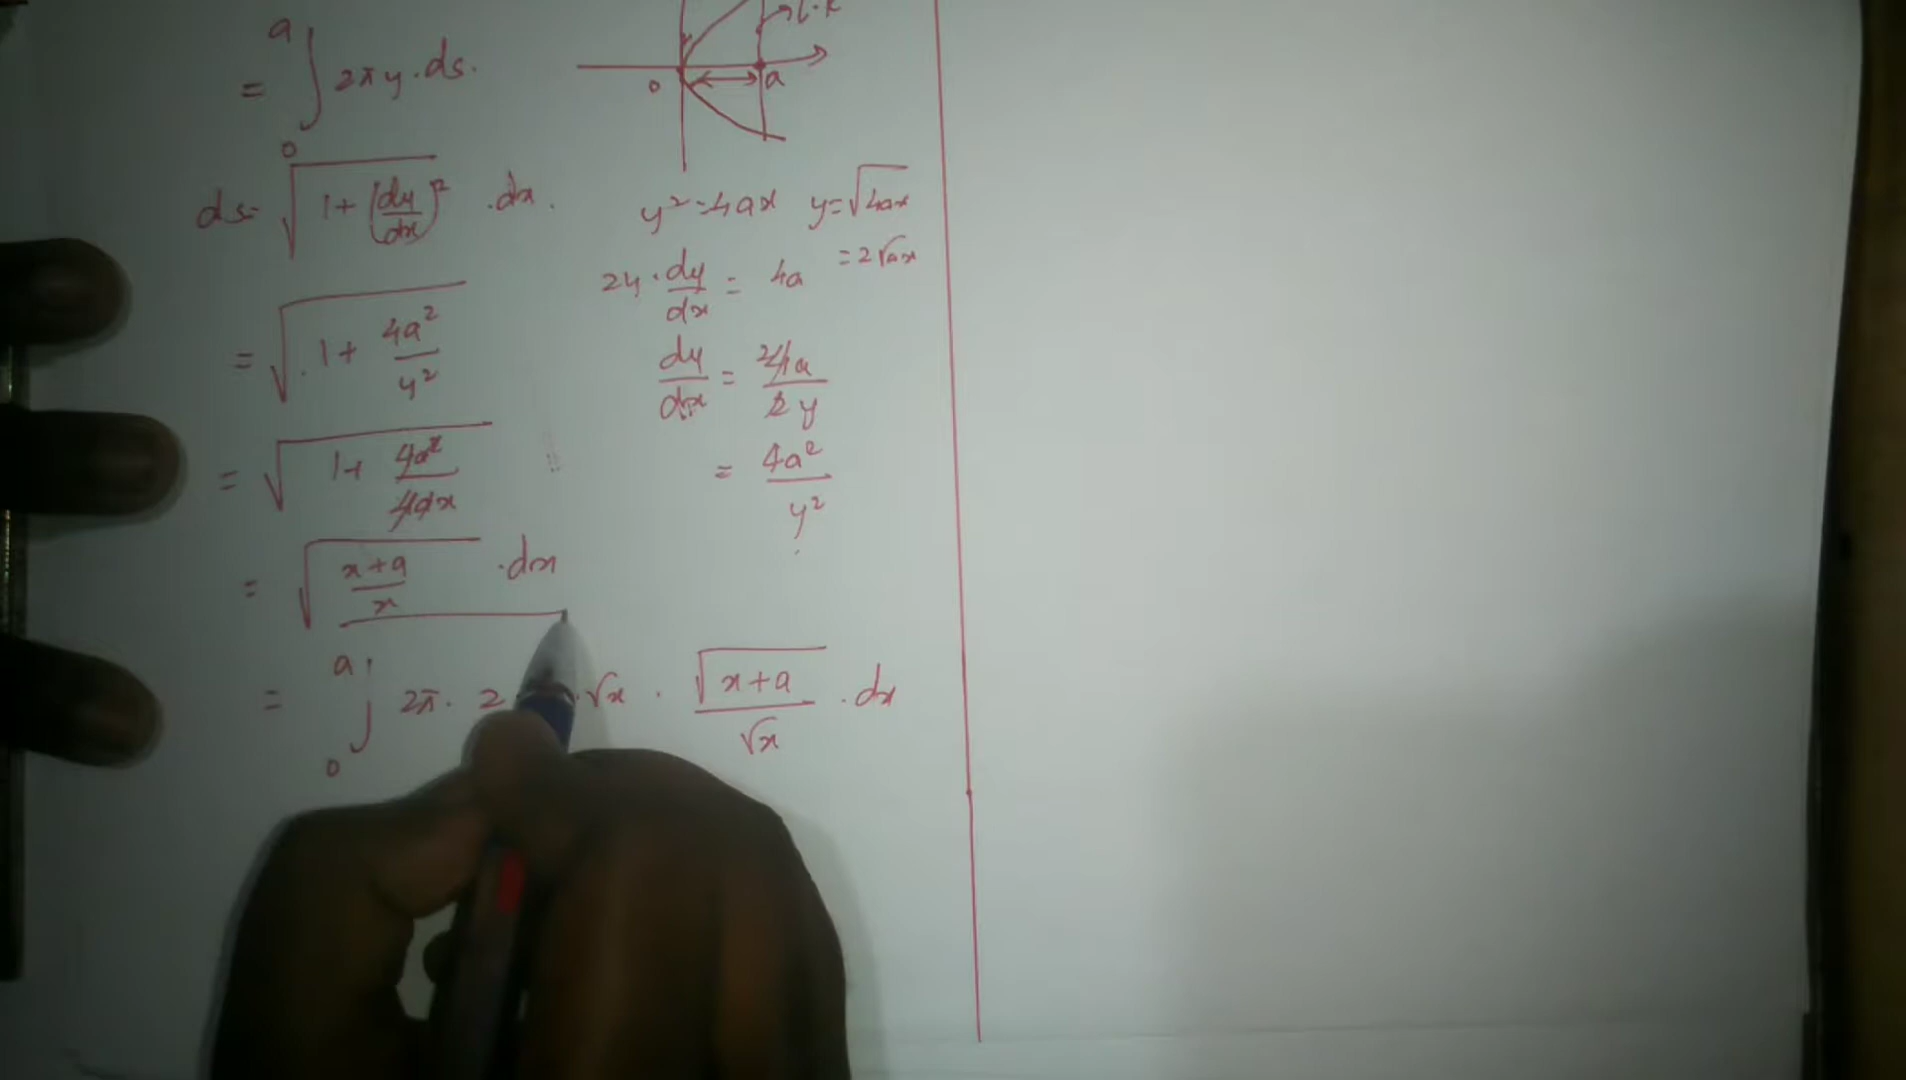 = ∫₀ᵃ 2πy·ds.
o a
ds = √(1+(dy/dx)²) .dx.
y² = 4ax y = √4ax
= 2√ax
2y · dy/dx = 4a
= √(.1 + 4a²/y²)
dy/dx = 24a/2y
= √(1+ 4a²/4ax)
= 4a²/y²
= √(x+a/x) .dx
= ∫₀ᵃ 2π. 2 .√x . √(x+a)/√x . dx